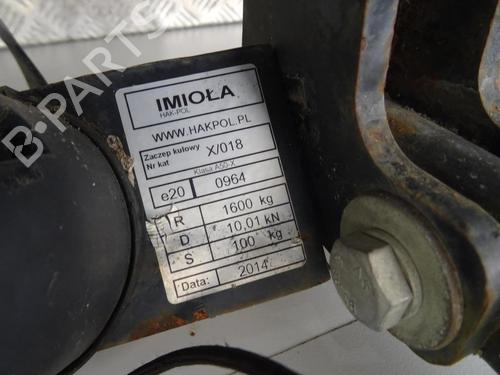 IMIOŁA
HAK-POL
WWW.HAKPOL.PL
Zaczep kulowy
Nr kat X/018
Klasa A50-X
e20 0964
R 1600 kg
D 10,01 kN
S 100 kg
Data: 2014
B-PARTS